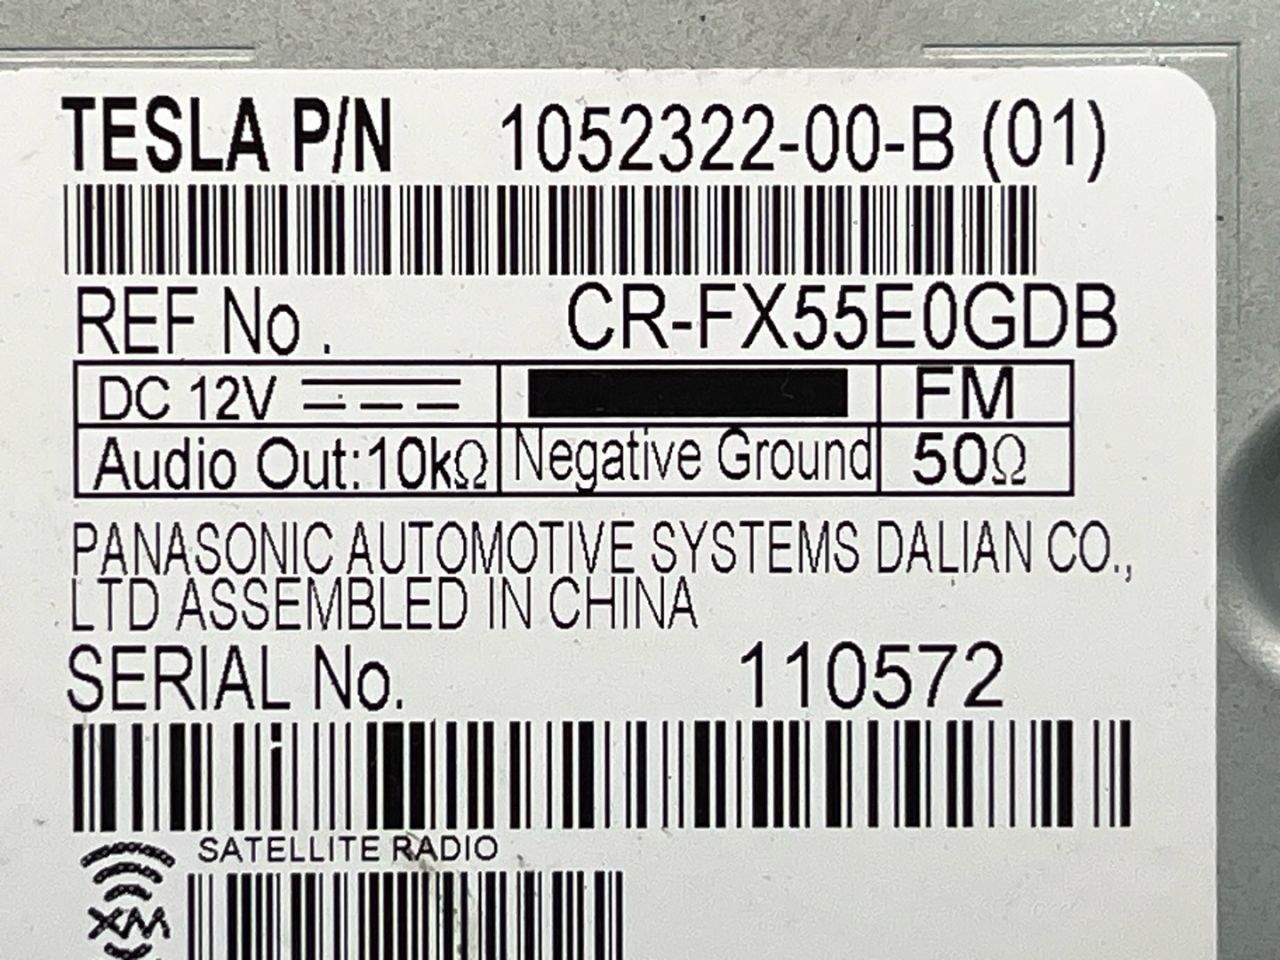 TESLA P/N 1052322-00-B (01)
REF No. CR-FX55E0GDB
DC 12V FM
Audio Out:10kΩ Negative Ground 50Ω
PANASONIC AUTOMOTIVE SYSTEMS DALIAN CO.,
LTD ASSEMBLED IN CHINA
SERIAL No. 110572
SATELLITE RADIO
XM